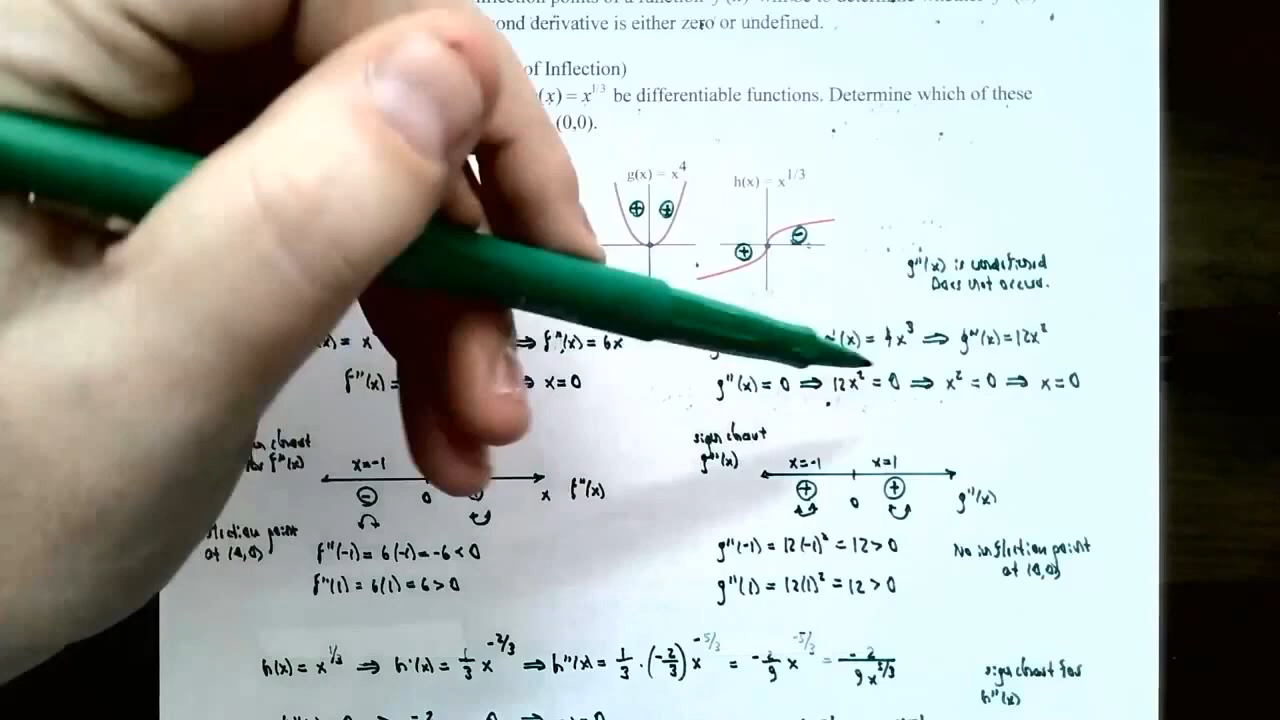 ond derivative is either zero or undefined.
of Inflection)
(x) = x^{1/3} be differentiable functions. Determine which of these
(0,0).
g(x) = x^4
h(x) = x^{1/3}
⊕ ⊕
⊕ ⊖
g''(x) is undefined
Does not occur.
(x) = x ⇒ f''(x) = 6x
'(x) = 4x^3 ⇒ g''(x) = 12x^2
f''(x) = ⇒ x=0
g''(x) = 0 ⇒ 12x^2 = 0 ⇒ x^2 = 0 ⇒ x = 0
chart
for f''(x)
x=-1
⊖ 0 x f''(x)
sign chart
g''(x)
x=-1 x=1
⊕ 0 ⊕ g''(x)
point
at (0,0)
f''(-1) = 6(-1) = -6 < 0
f''(1) = 6(1) = 6 > 0
g''(-1) = 12(-1)^2 = 12 > 0
g''(1) = 12(1)^2 = 12 > 0
No inflection point
at (0,0)
h(x) = x^{1/3} ⇒ h'(x) = 1/3 x^{-2/3} ⇒ h''(x) = 1/3 · (-2/3) x^{-5/3} = -2/9 x^{-5/3} = -2/9x^{5/3}
sign chart for
h''(x)